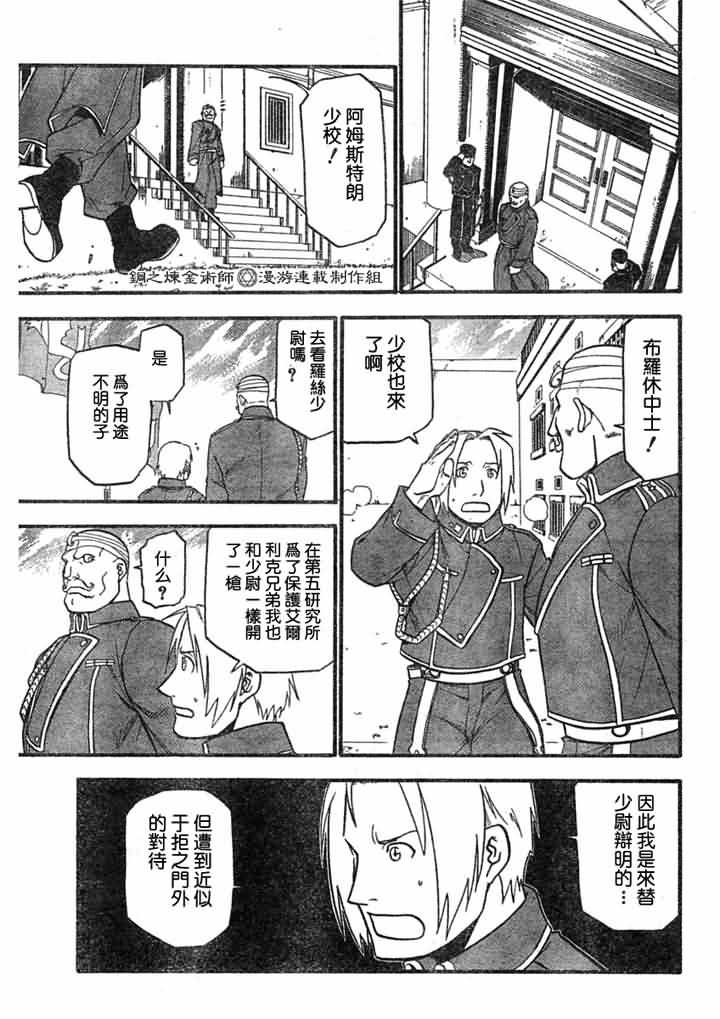 阿姆斯特朗
少校！
鋼之煉金術師 漫游連載制作組
布羅休中士！
少校也來
了啊
去看羅絲少
尉嗎？
是
爲了用途
不明的子
在第五研究所
爲了保護艾爾
利克兄弟我也
和少尉一樣開
了一槍
什么？
因此我是來替
少尉辯明的…
但遭到近似
于拒之門外
的對待